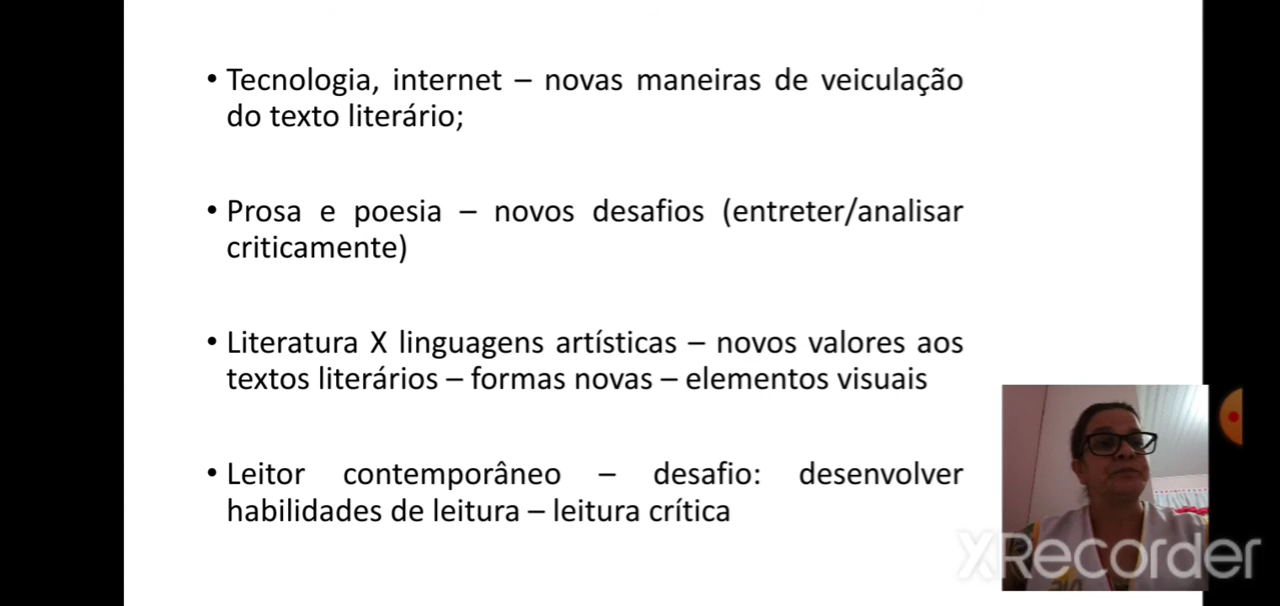 • Tecnologia, internet – novas maneiras de veiculação
do texto literário;
• Prosa e poesia – novos desafios (entreter/analisar
criticamente)
• Literatura X linguagens artísticas – novos valores aos
textos literários – formas novas – elementos visuais
• Leitor contemporâneo – desafio: desenvolver
habilidades de leitura – leitura crítica
XRecorder